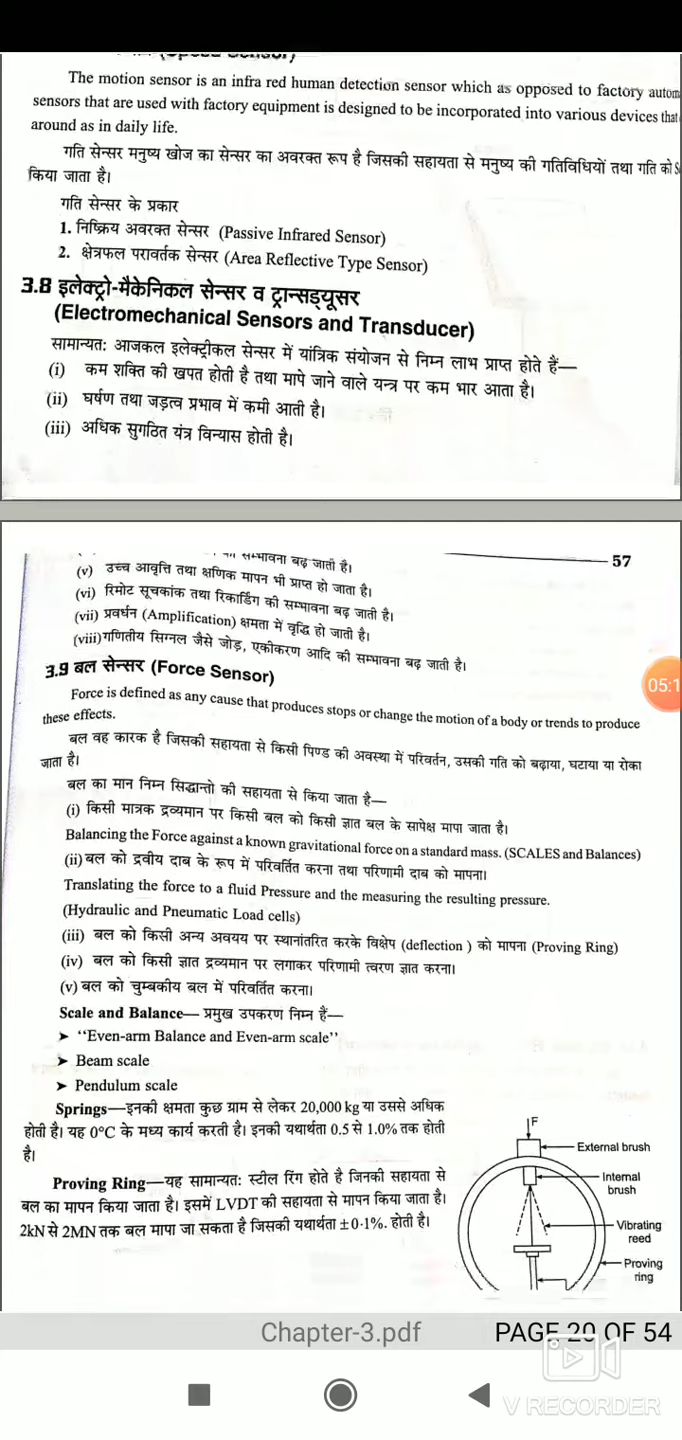 The motion sensor is an infra red human detection sensor which as opposed to factory autom
sensors that are used with factory equipment is designed to be incorporated into various devices that
around as in daily life.
गति सेन्सर मनुष्य खोज का सेन्सर का अवरक्त रूप है जिसकी सहायता से मनुष्य की गतिविधियों तथा गति को
किया जाता है।
गति सेन्सर के प्रकार
1. निष्क्रिय अवरक्त सेन्सर (Passive Infrared Sensor)
2. क्षेत्रफल परावर्तक सेन्सर (Area Reflective Type Sensor)
3.8 इलेक्ट्रो-मैकेनिकल सेन्सर व ट्रान्सड्यूसर
(Electromechanical Sensors and Transducer)
सामान्यत: आजकल इलेक्ट्रीकल सेन्सर में यांत्रिक संयोजन से निम्न लाभ प्राप्त होते हैं—
(i) कम शक्ति की खपत होती है तथा मापे जाने वाले यन्त्र पर कम भार आता है।
(ii) घर्षण तथा जड़त्व प्रभाव में कमी आती है।
(iii) अधिक सुगठित यंत्र विन्यास होती है।
सम्भावना बढ़ जाती है।
57
(v) उच्च आवृत्ति तथा क्षणिक मापन भी प्राप्त हो जाता है।
(vi) रिमोट सूचकांक तथा रिकार्डिंग की सम्भावना बढ़ जाती है।
(vii) प्रवर्धन (Amplification) क्षमता में वृद्धि हो जाती है।
(viii) गणितीय सिग्नल जैसे जोड़, एकीकरण आदि की सम्भावना बढ़ जाती है।
3.9 बल सेन्सर (Force Sensor)
Force is defined as any cause that produces stops or change the motion of a body or trends to produce
these effects.
05:1
बल वह कारक है जिसकी सहायता से किसी पिण्ड की अवस्था में परिवर्तन, उसकी गति को बढ़ाया, घटाया या रोका
जाता है।
बल का मान निम्न सिद्धान्तो की सहायता से किया जाता है—
(i) किसी मात्रक द्रव्यमान पर किसी बल को किसी ज्ञात बल के सापेक्ष मापा जाता है।
Balancing the Force against a known gravitational force on a standard mass. (SCALES and Balances)
(ii) बल को द्रवीय दाब के रूप में परिवर्तित करना तथा परिणामी दाब को मापना।
Translating the force to a fluid Pressure and the measuring the resulting pressure.
(Hydraulic and Pneumatic Load cells)
(iii) बल को किसी अन्य अवयय पर स्थानांतरित करके विक्षेप (deflection ) को मापना (Proving Ring)
(iv) बल को किसी ज्ञात द्रव्यमान पर लगाकर परिणामी त्वरण ज्ञात करना।
(v) बल को चुम्बकीय बल में परिवर्तित करना।
Scale and Balance— प्रमुख उपकरण निम्न हैं—
➤ "Even-arm Balance and Even-arm scale"
➤ Beam scale
➤ Pendulum scale
Springs—इनकी क्षमता कुछ ग्राम से लेकर 20,000 kg या उससे अधिक
होती है। यह 0°C के मध्य कार्य करती है। इनकी यथार्थता 0.5 से 1.0% तक होती
है।
Proving Ring—यह सामान्यत: स्टील रिंग होते है जिनकी सहायता से
बल का मापन किया जाता है। इसमें LVDT की सहायता से मापन किया जाता है।
2kN से 2MN तक बल मापा जा सकता है जिसकी यथार्थता ±0·1%. होती है।
F
External brush
Internal
brush
Vibrating
reed
Proving
ring
Chapter-3.pdf
PAGE 20 OF 54
V RECORDER